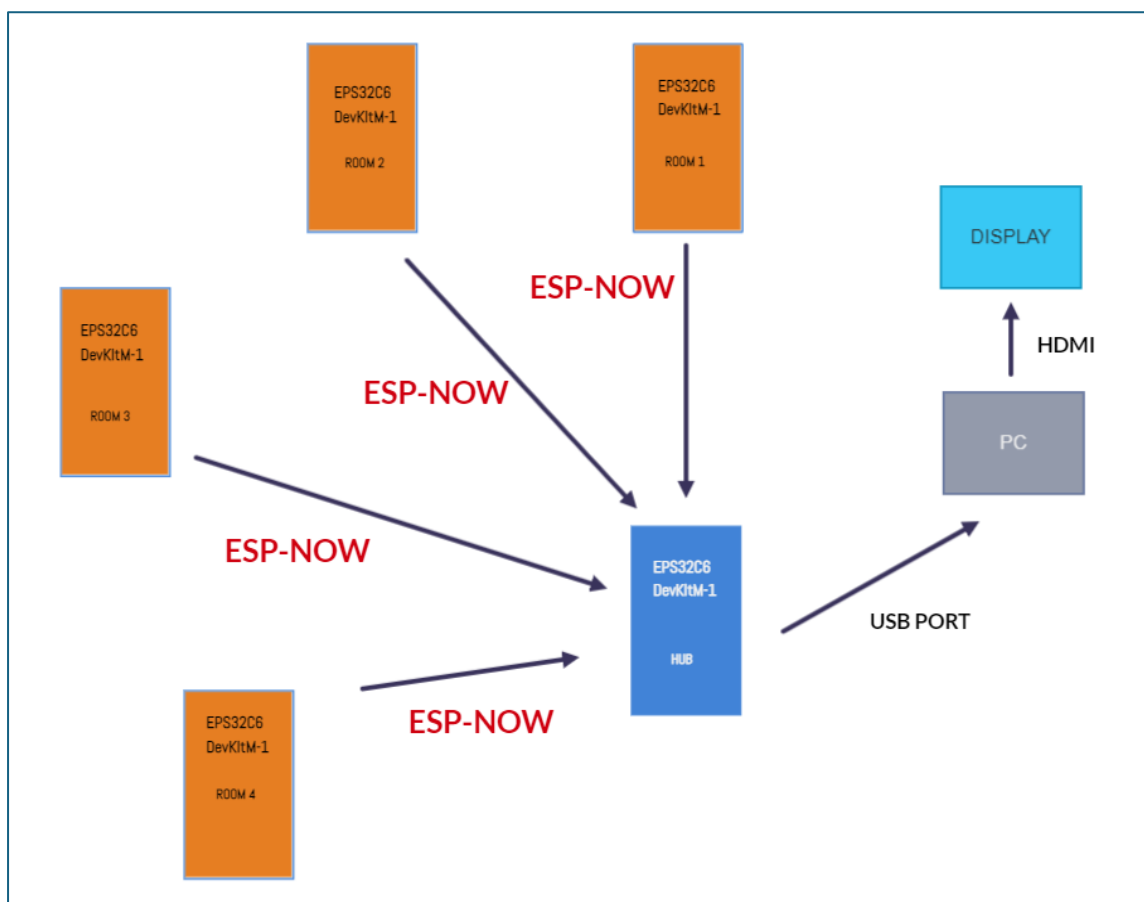 EPS32C6
DevKItM-1
ROOM 2
EPS32C6
DevKItM-1
ROOM 1
ESP-NOW
DISPLAY
HDMI
EPS32C6
DevKItM-1
ROOM 3
ESP-NOW
PC
ESP-NOW
EPS32C6
DevKItM-1
HUB
USB PORT
EPS32C6
DevKItM-1
ROOM 4
ESP-NOW